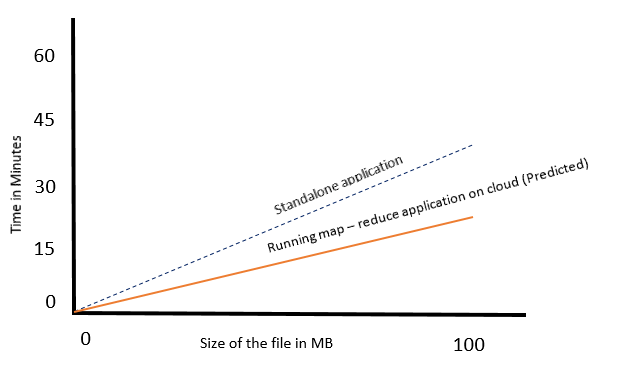 60
45
30
15
0
Time in Minutes
Standalone application
Running map – reduce application on cloud (Predicted)
0
Size of the file in MB
100